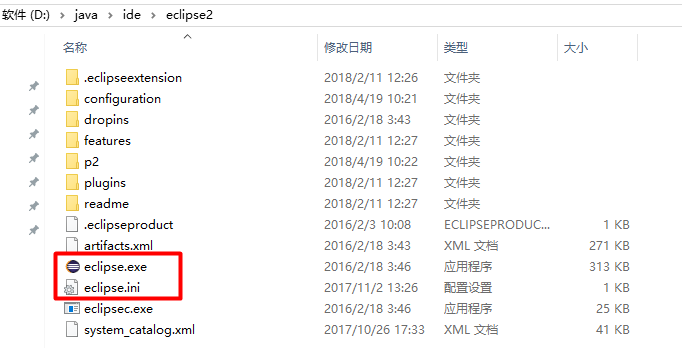 软件 (D:) > java > ide > eclipse2
名称 修改日期 类型 大小
.eclipseextension 2018/2/11 12:26 文件夹
configuration 2018/4/19 10:21 文件夹
dropins 2016/2/18 3:43 文件夹
features 2018/2/11 12:27 文件夹
p2 2018/4/19 10:22 文件夹
plugins 2018/2/11 12:27 文件夹
readme 2018/2/11 12:27 文件夹
.eclipseproduct 2016/2/3 10:08 ECLIPSEPRODUC... 1 KB
artifacts.xml 2016/2/18 3:43 XML 文档 271 KB
eclipse.exe 2016/2/18 3:46 应用程序 313 KB
eclipse.ini 2017/11/2 13:26 配置设置 1 KB
eclipsec.exe 2016/2/18 3:46 应用程序 25 KB
system_catalog.xml 2017/10/26 17:33 XML 文档 41 KB